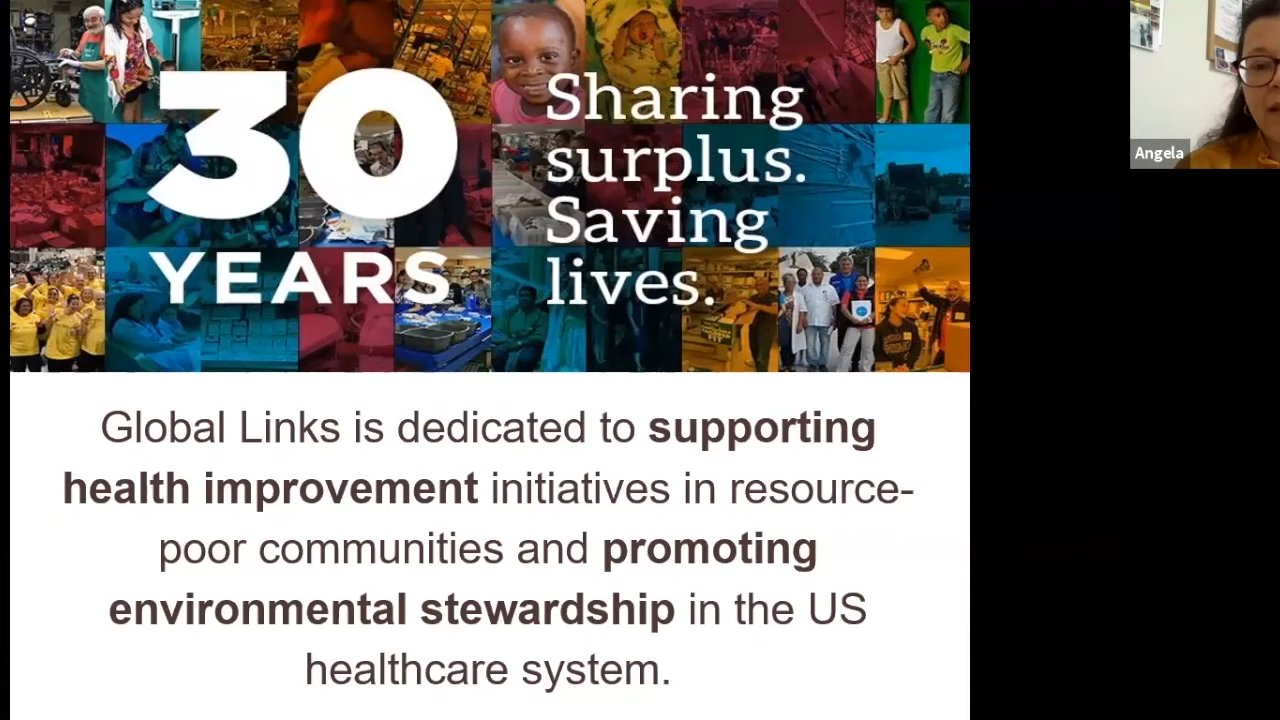 30
YEARS
Sharing
surplus.
Saving
lives.
Angela
Global Links is dedicated to supporting
health improvement initiatives in resource-
poor communities and promoting
environmental stewardship in the US
healthcare system.